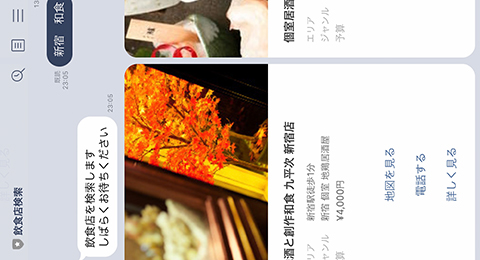 飲食店検索
13:
新宿 和食
既読
23:05
飲食店を検索します
しばらくお待ちください
23:05
個室居酒
エリア
ジャンル
予算
酒と創作和食 九平次 新宿店
エリア 新宿駅徒歩1分
ジャンル 新宿 個室 地鶏居酒屋
予算 ¥4,000円
地図を見る
電話する
詳しく見る